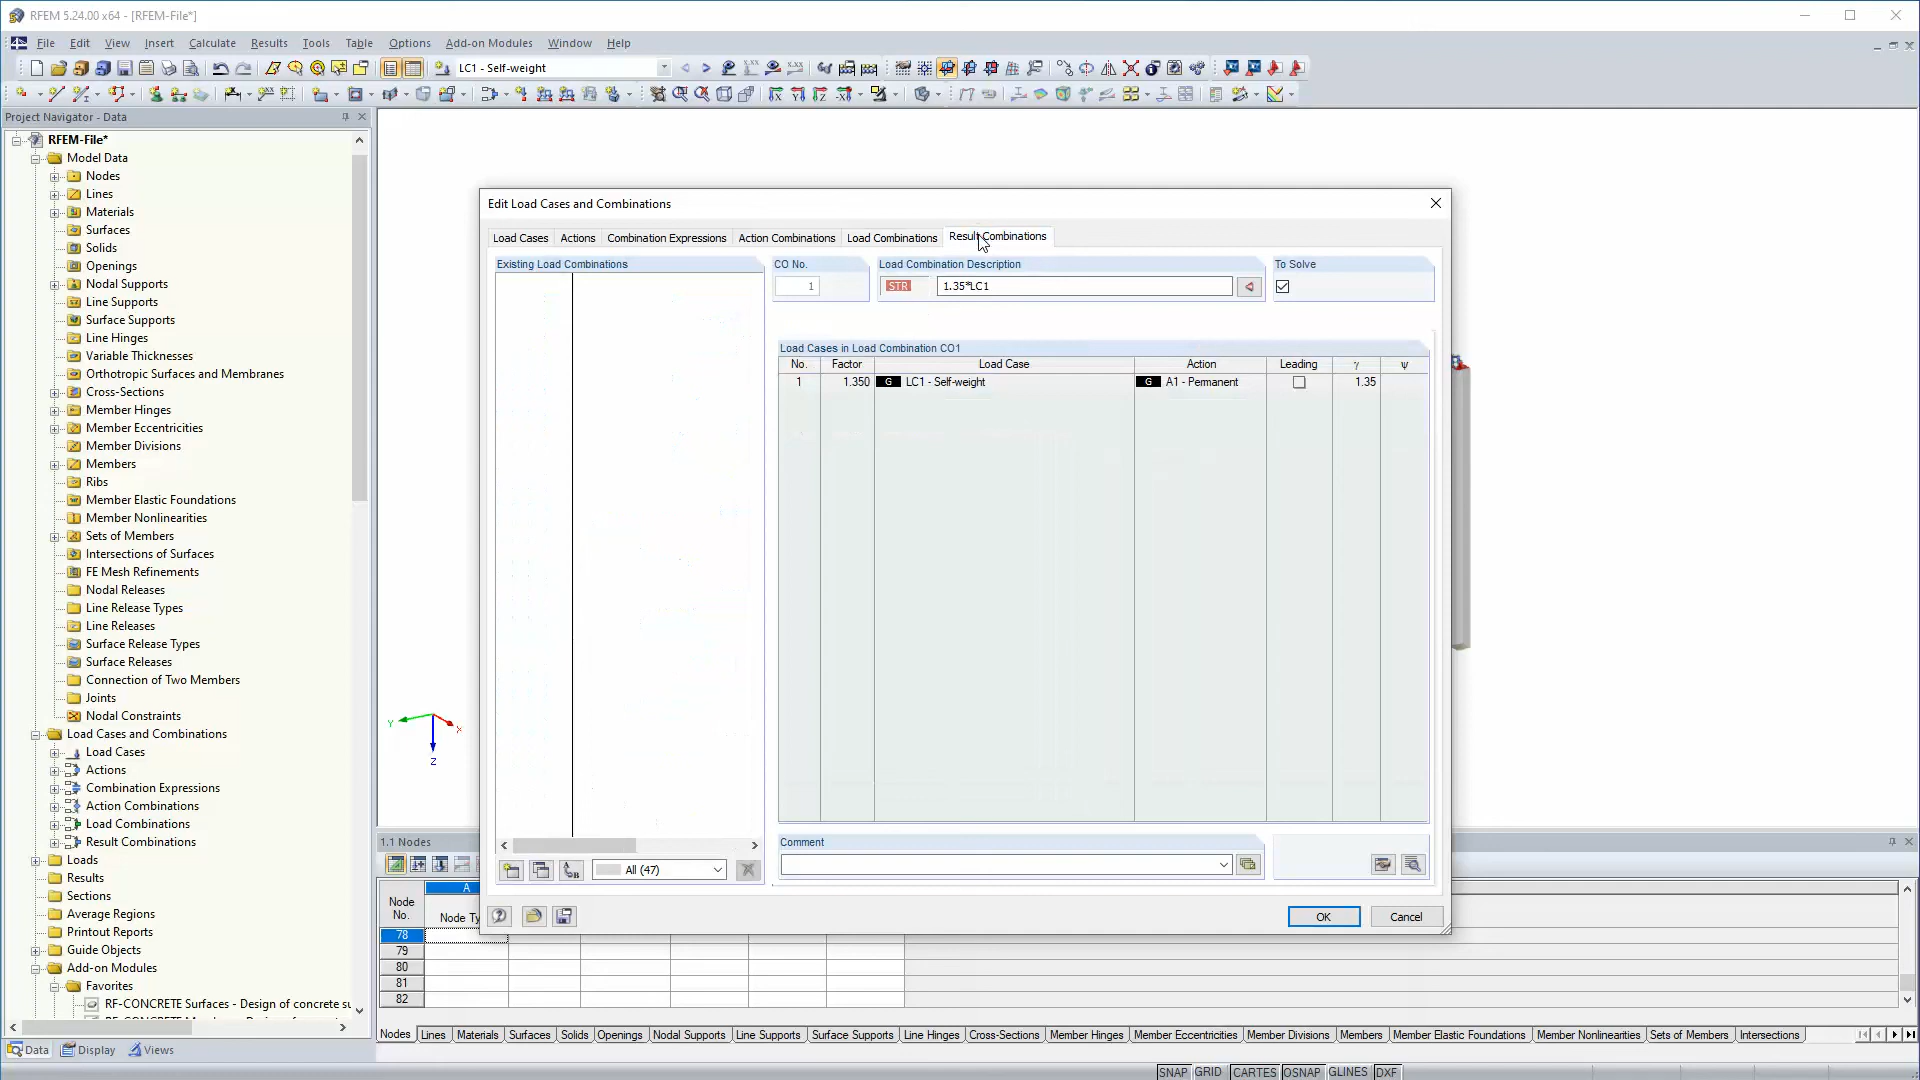 RFEM 5.24.00 x64 - [RFEM-File*]
File Edit View Insert Calculate Results Tools Table Options Add-on Modules Window Help
LC1 - Self-weight
Project Navigator - Data
RFEM-File*
Model Data
Nodes
Lines
Materials
Surfaces
Solids
Openings
Nodal Supports
Line Supports
Surface Supports
Line Hinges
Variable Thicknesses
Orthotropic Surfaces and Membranes
Cross-Sections
Member Hinges
Member Eccentricities
Member Divisions
Members
Ribs
Member Elastic Foundations
Member Nonlinearities
Sets of Members
Intersections of Surfaces
FE Mesh Refinements
Nodal Releases
Line Release Types
Line Releases
Surface Release Types
Surface Releases
Connection of Two Members
Joints
Nodal Constraints
Load Cases and Combinations
Load Cases
Actions
Combination Expressions
Action Combinations
Load Combinations
Result Combinations
Loads
Results
Sections
Average Regions
Printout Reports
Guide Objects
Add-on Modules
Favorites
RF-CONCRETE Surfaces - Design of concrete su
Data Display Views
Edit Load Cases and Combinations
Load Cases Actions Combination Expressions Action Combinations Load Combinations Result Combinations
Existing Load Combinations
CO No.
1
Load Combination Description
STR 1.35*LC1
To Solve
Load Cases in Load Combination CO1
No. Factor Load Case Action Leading γ ψ
1 1.350 G LC1 - Self-weight G A1 - Permanent 1.35
All (47)
Comment
OK Cancel
Y X Z
1.1 Nodes
A
Node No.
Node Ty
78
79
80
81
82
Nodes Lines Materials Surfaces Solids Openings Nodal Supports Line Supports Surface Supports Line Hinges Cross-Sections Member Hinges Member Eccentricities Member Divisions Members Member Elastic Foundations Member Nonlinearities Sets of Members Intersections
SNAP GRID CARTES OSNAP GLINES DXF